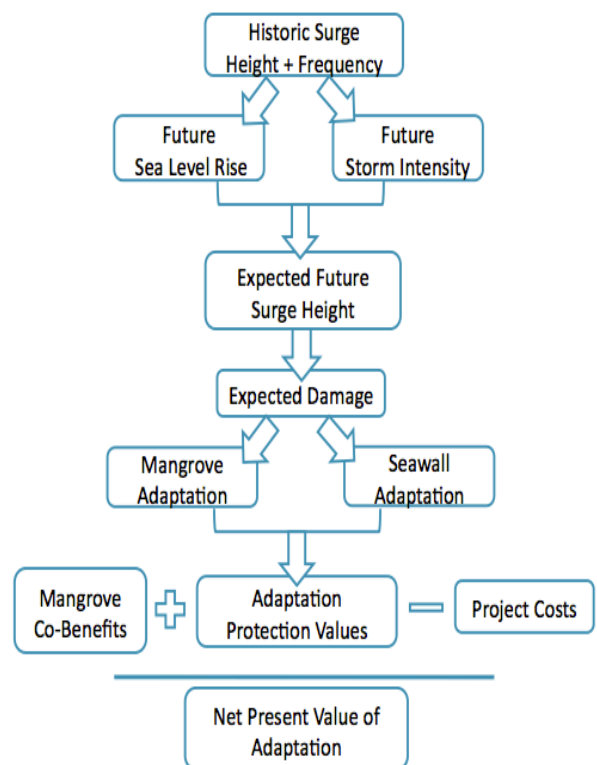 Historic Surge
Height + Frequency
Future
Sea Level Rise
Future
Storm Intensity
Expected Future
Surge Height
Expected Damage
Mangrove
Adaptation
Seawall
Adaptation
Mangrove
Co-Benefits
Adaptation
Protection Values
Project Costs
Net Present Value of
Adaptation